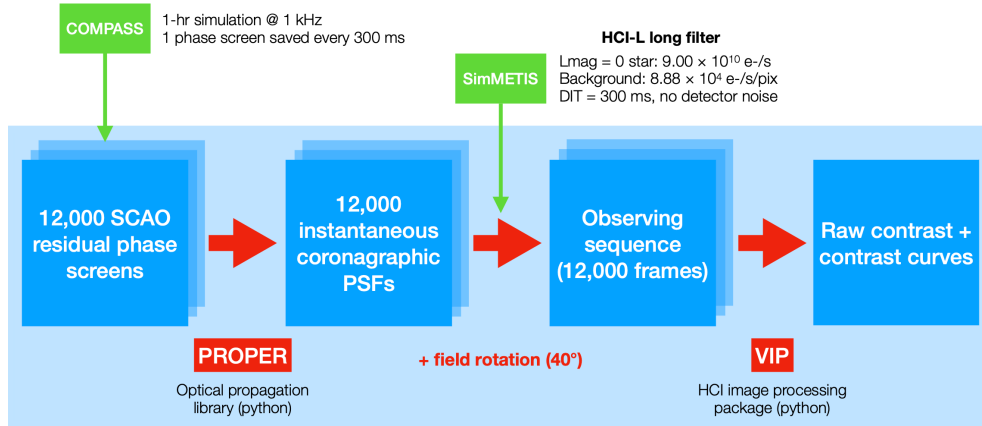 COMPASS
1-hr simulation @ 1 kHz
1 phase screen saved every 300 ms
SimMETIS
HCI-L long filter
Lmag = 0 star: 9.00 × 10¹⁰ e-/s
Background: 8.88 × 10⁴ e-/s/pix
DIT = 300 ms, no detector noise
12,000 SCAO
residual phase
screens
12,000
instantaneous
coronagraphic
PSFs
Observing
sequence
(12,000 frames)
Raw contrast +
contrast curves
PROPER
Optical propagation
library (python)
+ field rotation (40°)
VIP
HCI image processing
package (python)